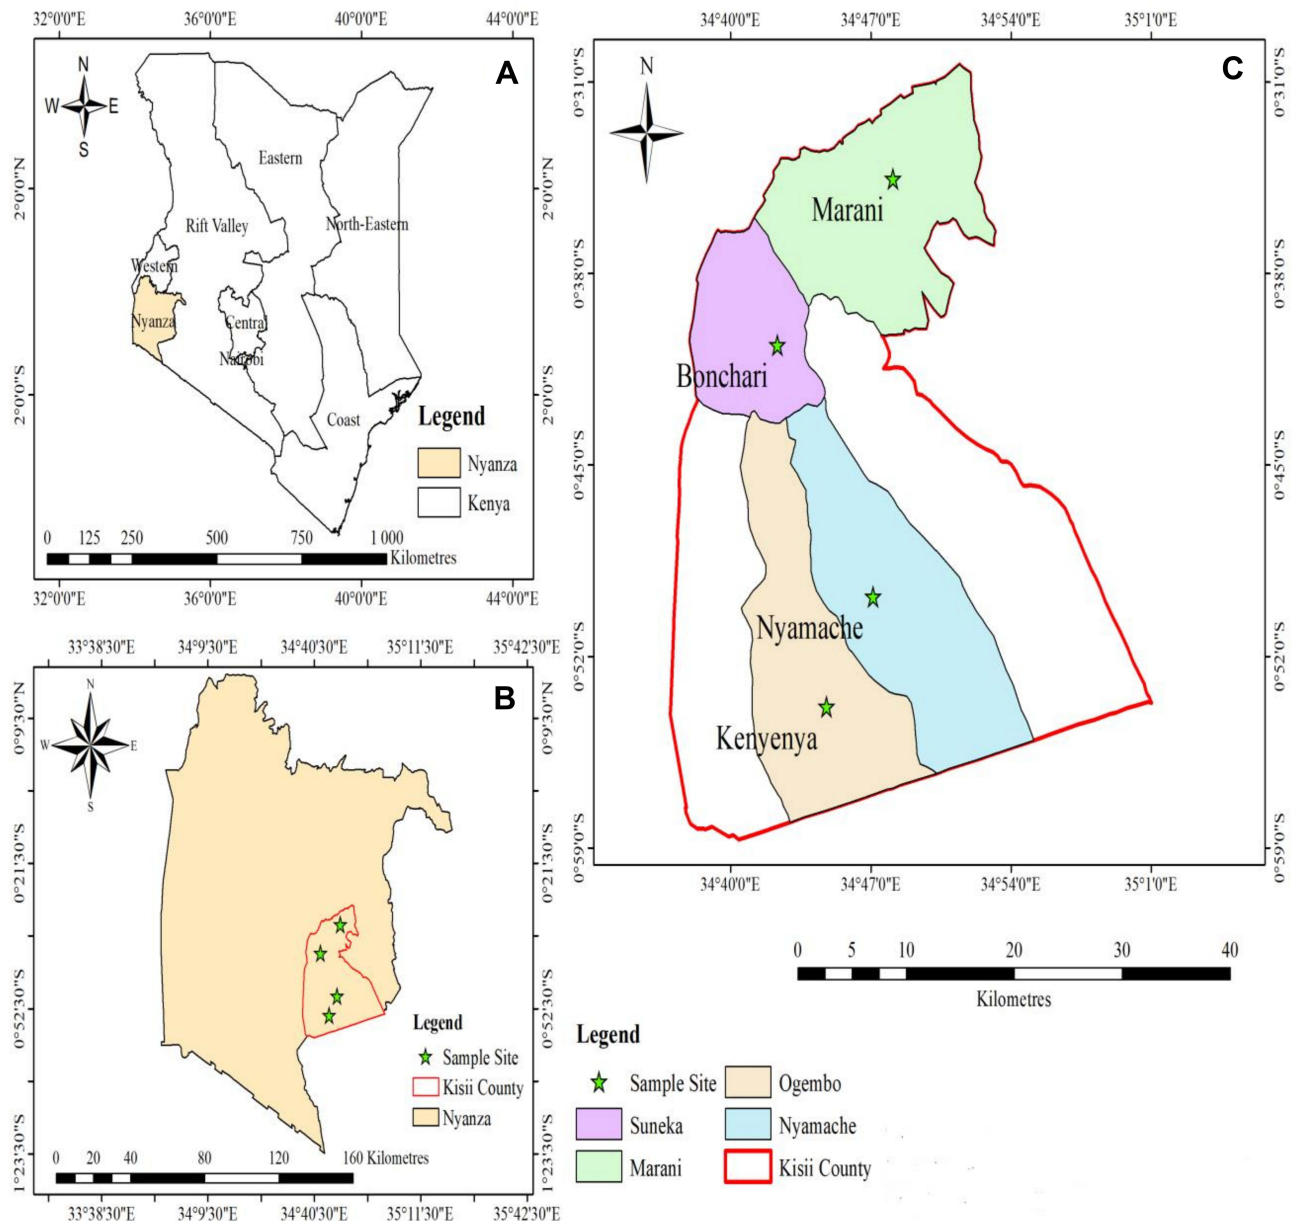 32°0'0"E 36°0'0"E 40°0'0"E 44°0'0"E
A
N
W E
S
2°0'0"N
2°0'0"N
Eastern
Rift Valley
North-Eastern
Western
Nyanza
Central
Nairobi
2°0'0"S
2°0'0"S
Coast
Legend
Nyanza
Kenya
0 125 250 500 750 1 000
Kilometres
32°0'0"E 36°0'0"E 40°0'0"E 44°0'0"E
33°38'30"E 34°9'30"E 34°40'30"E 35°11'30"E 35°42'30"E
B
N
W E
S
0°9'30"N
0°9'30"N
0°21'30"S
0°21'30"S
0°52'30"S
0°52'30"S
Legend
Sample Site
Kisii County
Nyanza
0 20 40 80 120 160 Kilometres
1°23'30"S
1°23'30"S
33°38'30"E 34°9'30"E 34°40'30"E 35°11'30"E 35°42'30"E
34°40'0"E 34°47'0"E 34°54'0"E 35°1'0"E
C
N
0°31'0"S
0°31'0"S
Marani
0°38'0"S
0°38'0"S
Bonchari
0°45'0"S
0°45'0"S
Nyamache
0°52'0"S
0°52'0"S
Kenyenya
0°59'0"S
0°59'0"S
34°40'0"E 34°47'0"E 34°54'0"E 35°1'0"E
0 5 10 20 30 40
Kilometres
Legend
Sample Site
Suneka
Marani
Ogembo
Nyamache
Kisii County